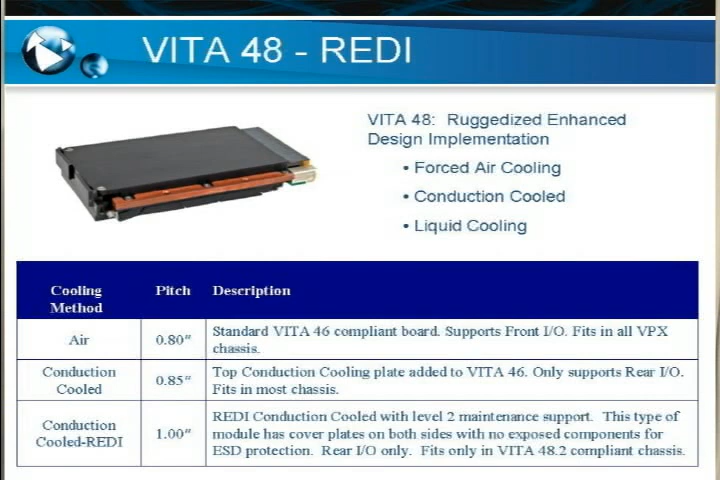 VITA 48 - REDI
VITA 48: Ruggedized Enhanced
Design Implementation
• Forced Air Cooling
• Conduction Cooled
• Liquid Cooling
Cooling
Method
Pitch
Description
Air
0.80"
Standard VITA 46 compliant board. Supports Front I/O. Fits in all VPX
chassis.
Conduction
Cooled
0.85"
Top Conduction Cooling plate added to VITA 46. Only supports Rear I/O.
Fits in most chassis.
Conduction
Cooled-REDI
1.00"
REDI Conduction Cooled with level 2 maintenance support. This type of
module has cover plates on both sides with no exposed components for
ESD protection. Rear I/O only. Fits only in VITA 48.2 compliant chassis.